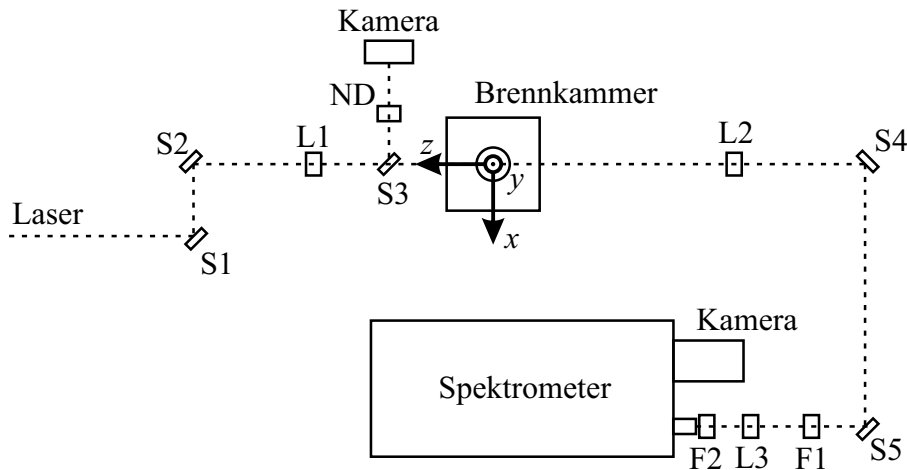 Kamera
ND
Brennkammer
S2
L1
L2
S4
z
S3
y
Laser
S1
x
Kamera
Spektrometer
F2
L3
F1
S5